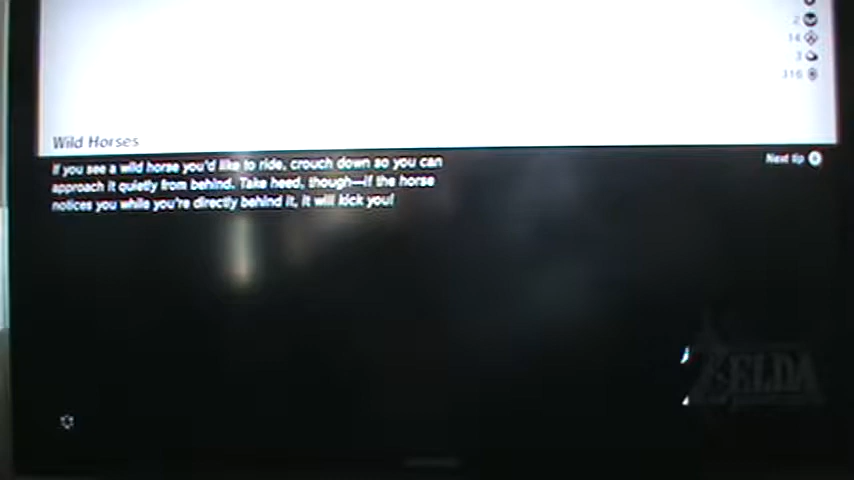 2
14
3
316
Wild Horses
If you see a wild horse you'd like to ride, crouch down so you can
approach it quietly from behind. Take heed, though—if the horse
notices you while you're directly behind it, it will kick you!
Next tip
ZELDA